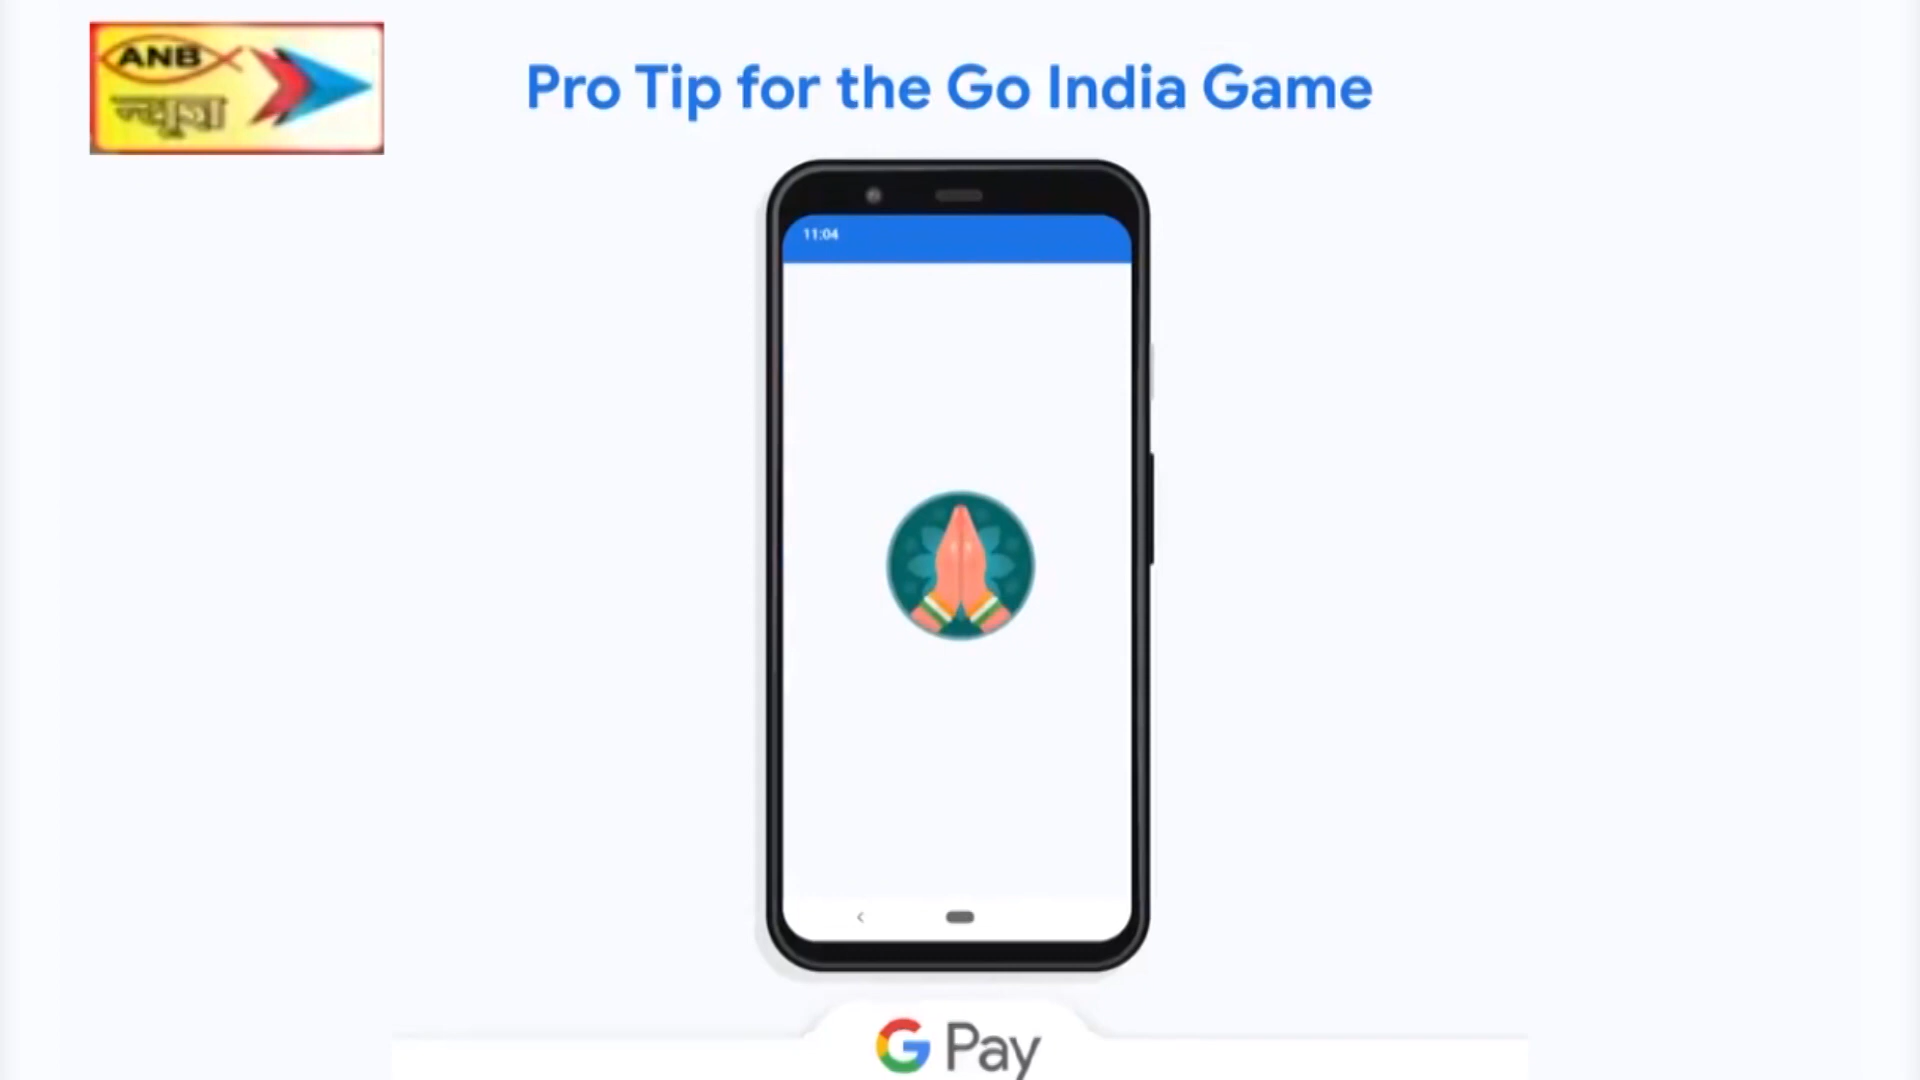 ANB
न्यूज़
Pro Tip for the Go India Game
11:04
G Pay